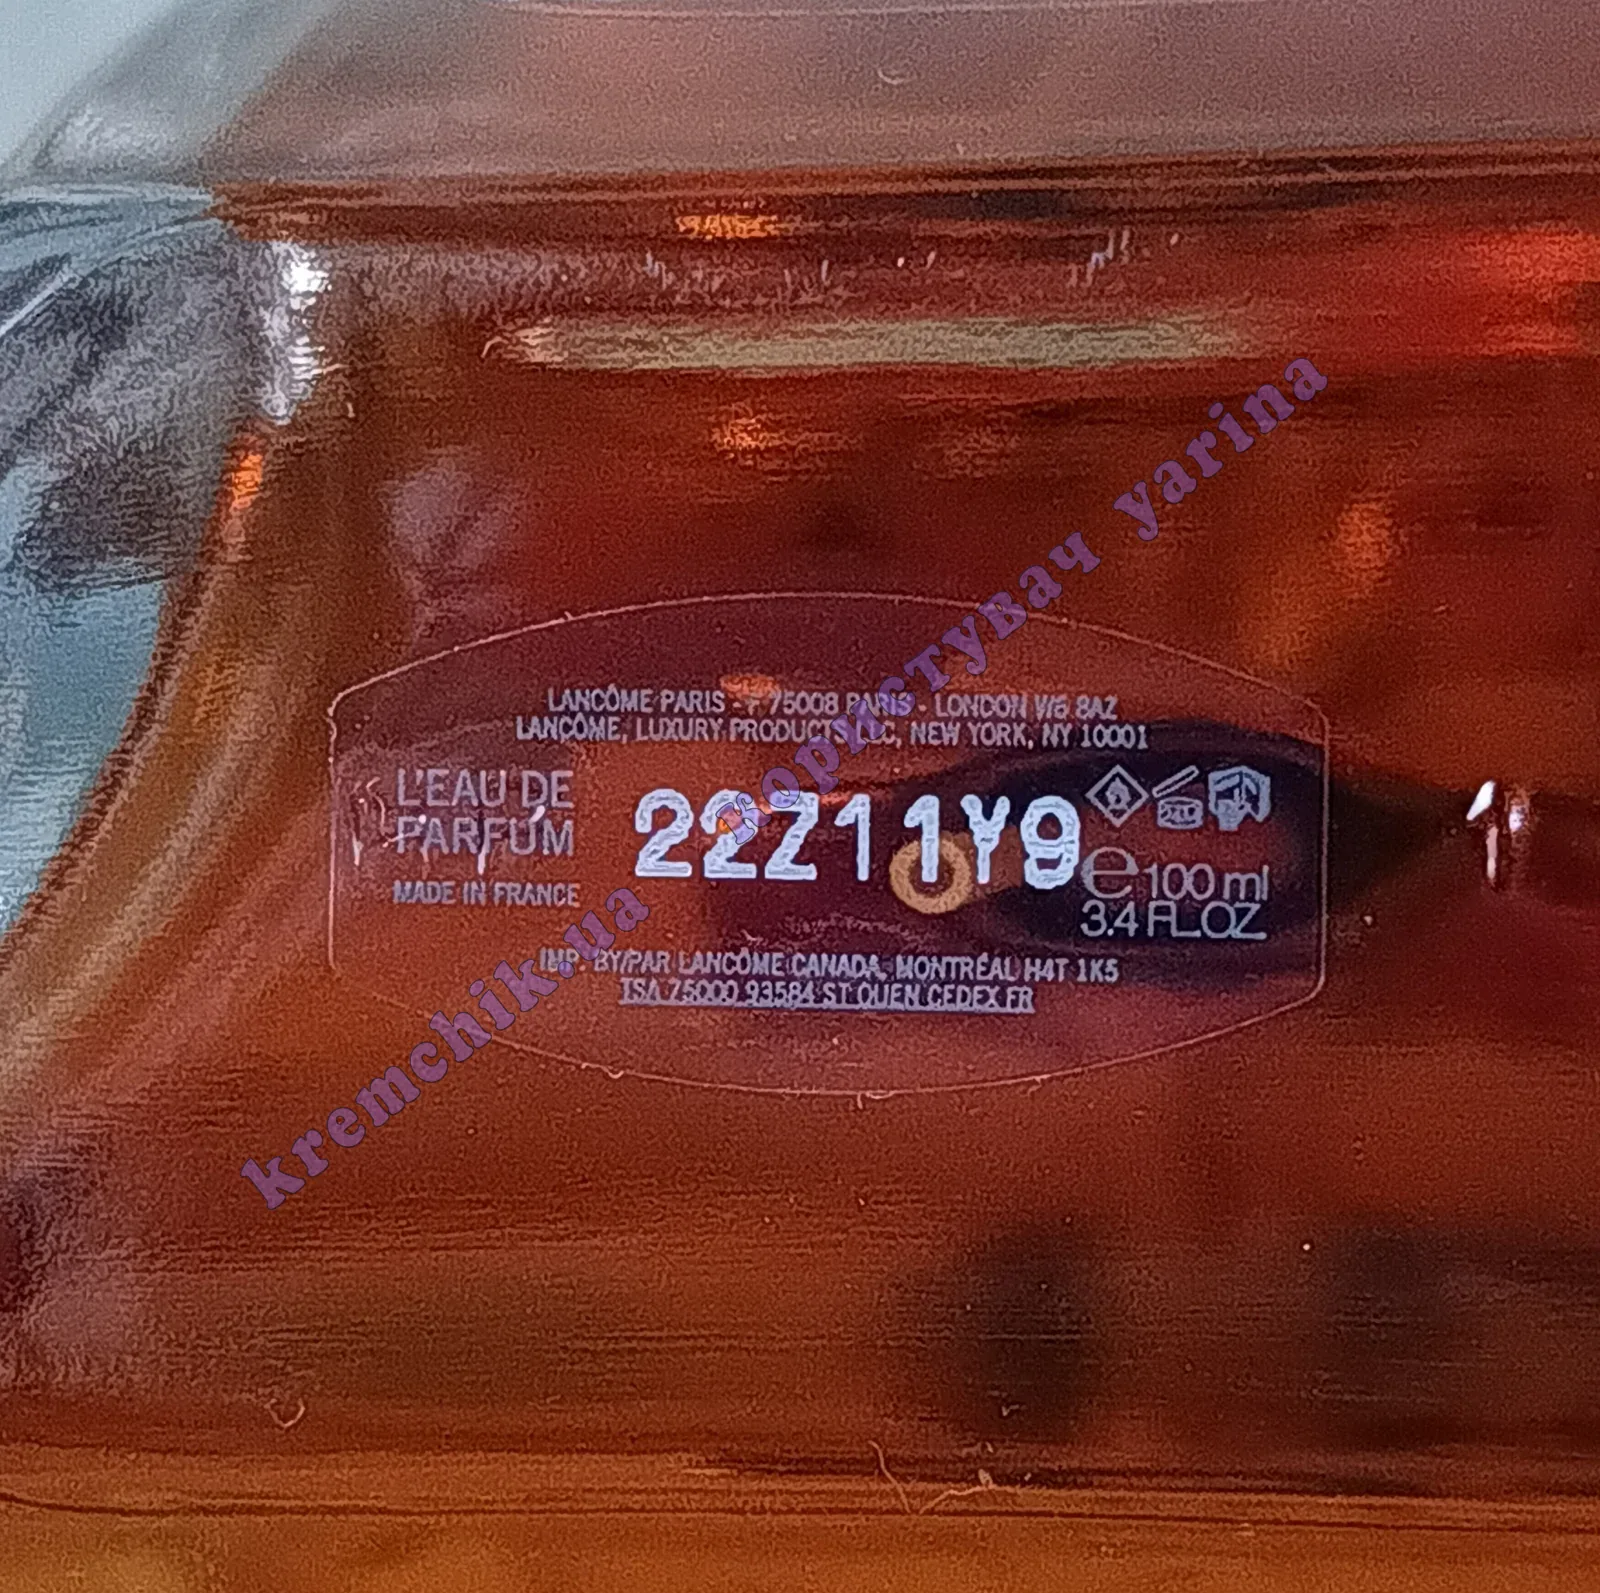 LANCÔME PARIS - F 75008 PARIS - LONDON W6 8AZ
LANCÔME, LUXURY PRODUCTS LLC, NEW YORK, NY 10001
L'EAU DE
PARFUM
MADE IN FRANCE
22Z11Y9
e 100 ml
3.4 FL.OZ
IMP. BY/PAR LANCÔME CANADA, MONTRÉAL H4T 1K5
TSA 75000 93584 ST OUEN CEDEX FR
kremchik.ua користувач yarina